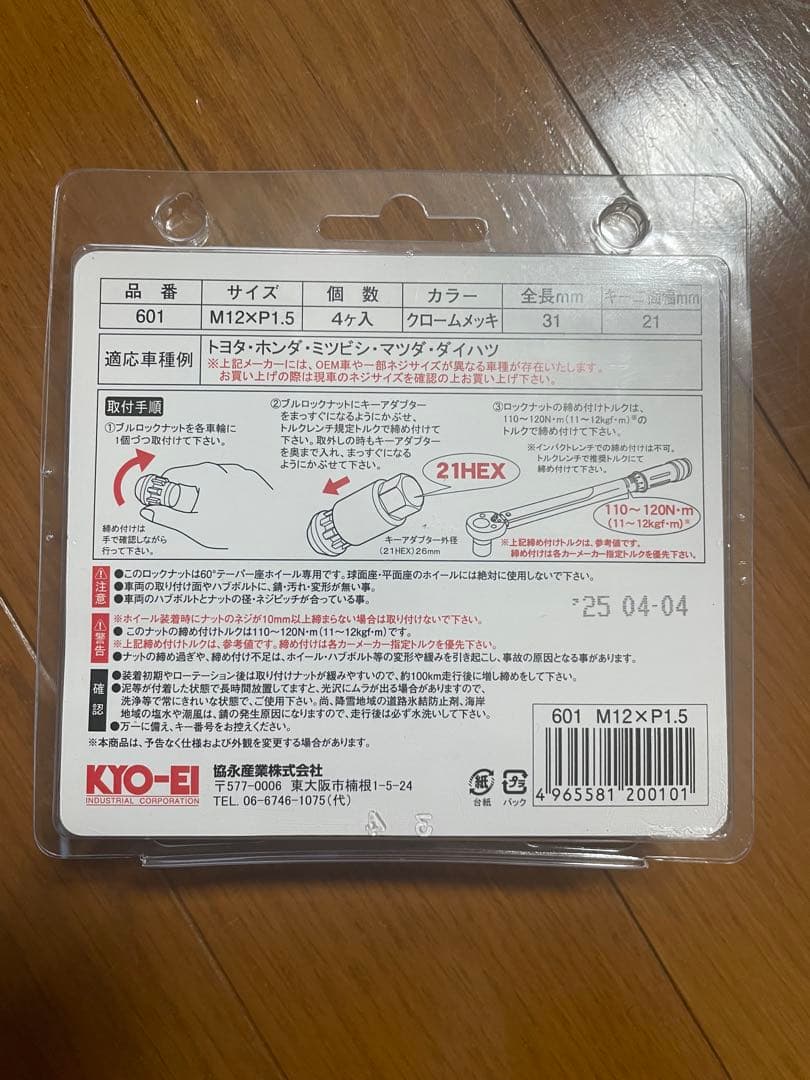 品番 サイズ 個数 カラー 全長mm キー二面幅mm
601 M12×P1.5 4ヶ入 クロームメッキ 31 21
適応車種例
トヨタ・ホンダ・ミツビシ・マツダ・ダイハツ
※上記メーカーには、OEM車や一部ネジサイズが異なる車種が存在いたします。
お買い上げの際は現車のネジサイズを確認の上お買い上げ下さい。
取付手順
①ブルロックナットを各車輪に
1個づつ取付けて下さい。
締め付けは
手で確認しながら
行って下さい。
②ブルロックナットにキーアダプター
をまっすぐになるようにかぶせ、
トルクレンチ規定トルクで締め付けて
下さい。取外しの時もキーアダプター
を奥まで入れ、まっすぐになる
ようにかぶせて下さい。
21HEX
キーアダプター外径
(21HEX)26mm
③ロックナットの締め付けトルクは、
110〜120N・m(11〜12kgf・m)※の
トルクで締め付けて下さい。
※インパクトレンチでの締め付けは不可。
トルクレンチで推奨トルクにて
締め付けて下さい。
110〜120N・m
(11〜12kgf・m)※
※上記締め付けトルクは、参考値です。
締め付けは各カーメーカー指定トルクを優先下さい。
注意
●このロックナットは60°テーパー座ホイール専用です。球面座・平面座のホイールには絶対に使用しないで下さい。
●車両の取り付け面やハブボルトに、錆・汚れ・変形が無い事。
●車両のハブボルトとナットの径・ネジピッチが合っている事。
'25 04-04
警告
※ホイール装着時にナットのネジが10mm以上締まらない場合は取り付けないで下さい。
●このナットの締め付けトルクは110〜120N・m(11〜12kgf・m)です。
※上記締め付けトルクは、参考値です。締め付けは各カーメーカー指定トルクを優先下さい。
●ナットの締め過ぎや、締め付け不足は、ホイール・ハブボルト等の変形や緩みを引き起こし、事故の原因となる事があります。
確認
●装着初期やローテーション後は取り付けナットが緩みやすいので、約100km走行後に増し締めをして下さい。
●泥等が付着した状態で長時間放置してますと、光沢にムラが出る場合がありますので、
洗浄等で常にきれいな状態で、ご使用下さい。尚、降雪地域の道路氷結防止剤、海岸
地域の塩水や潮風は、錆の発生原因になりますので、走行後は必ず水洗いして下さい。
●万一に備え、キー番号をお控えください。
※本商品は、予告なく仕様および外観を変更する場合があります。
KYO-EI
INDUSTRIAL CORPORATION
協永産業株式会社
〒577-0006 東大阪市楠根1-5-24
TEL. 06-6746-1075(代)
紙
台紙
プラ
パック
601 M12×P1.5
4 965581 200101